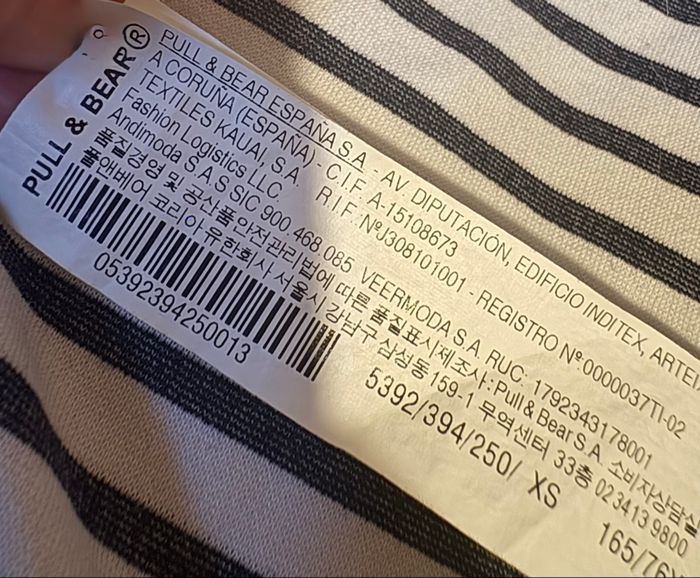 PULL & BEAR®
PULL & BEAR ESPAÑA S.A. - AV. DIPUTACIÓN, EDIFICIO INDITEX,
A CORUÑA (ESPAÑA) - C.I.F. A.15108673
TEXTILES KAUAI, S.A. R.I.F. NºJ308101001 - REGISTRO Nº.0000037TI-02
Fashion Logistics LLC.
Andimoda S.A.S SIC 900.468.085 VEERMODA S.A. RUC. 1792343178001
품질경영 및 공산품안전관리법에 따른 품질표시제조사:Pull & Bear S.A. 소비자상담실
풀앤베어 코리아유한회사 서울시 강남구 삼성동 159-1 무역센터 33층 02 3413 9800
05392394250013
5392/394/250/ XS 165/76